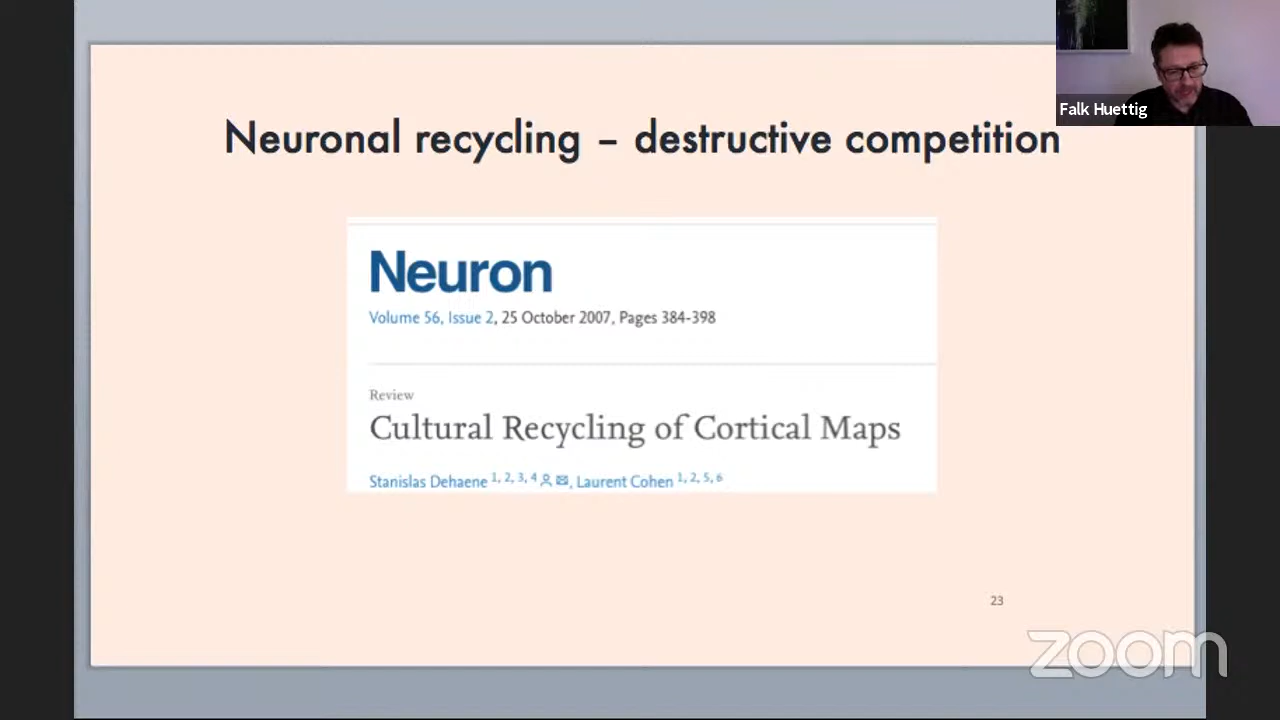 Falk Huettig
Neuronal recycling – destructive competition
Neuron
Volume 56, Issue 2, 25 October 2007, Pages 384-398
Review
Cultural Recycling of Cortical Maps
Stanislas Dehaene 1, 2, 3, 4, Laurent Cohen 1, 2, 5, 6
23
zoom